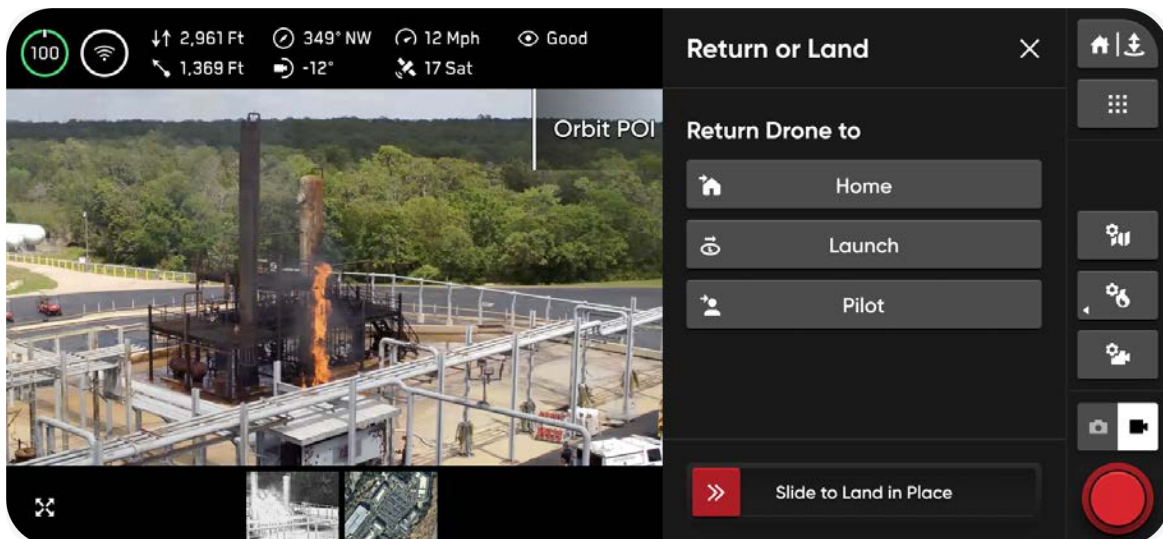 100
2,961 Ft 349° NW 12 Mph Good
1,369 Ft -12° 17 Sat
Orbit POI
Return or Land
Return Drone to
Home
Launch
Pilot
Slide to Land in Place